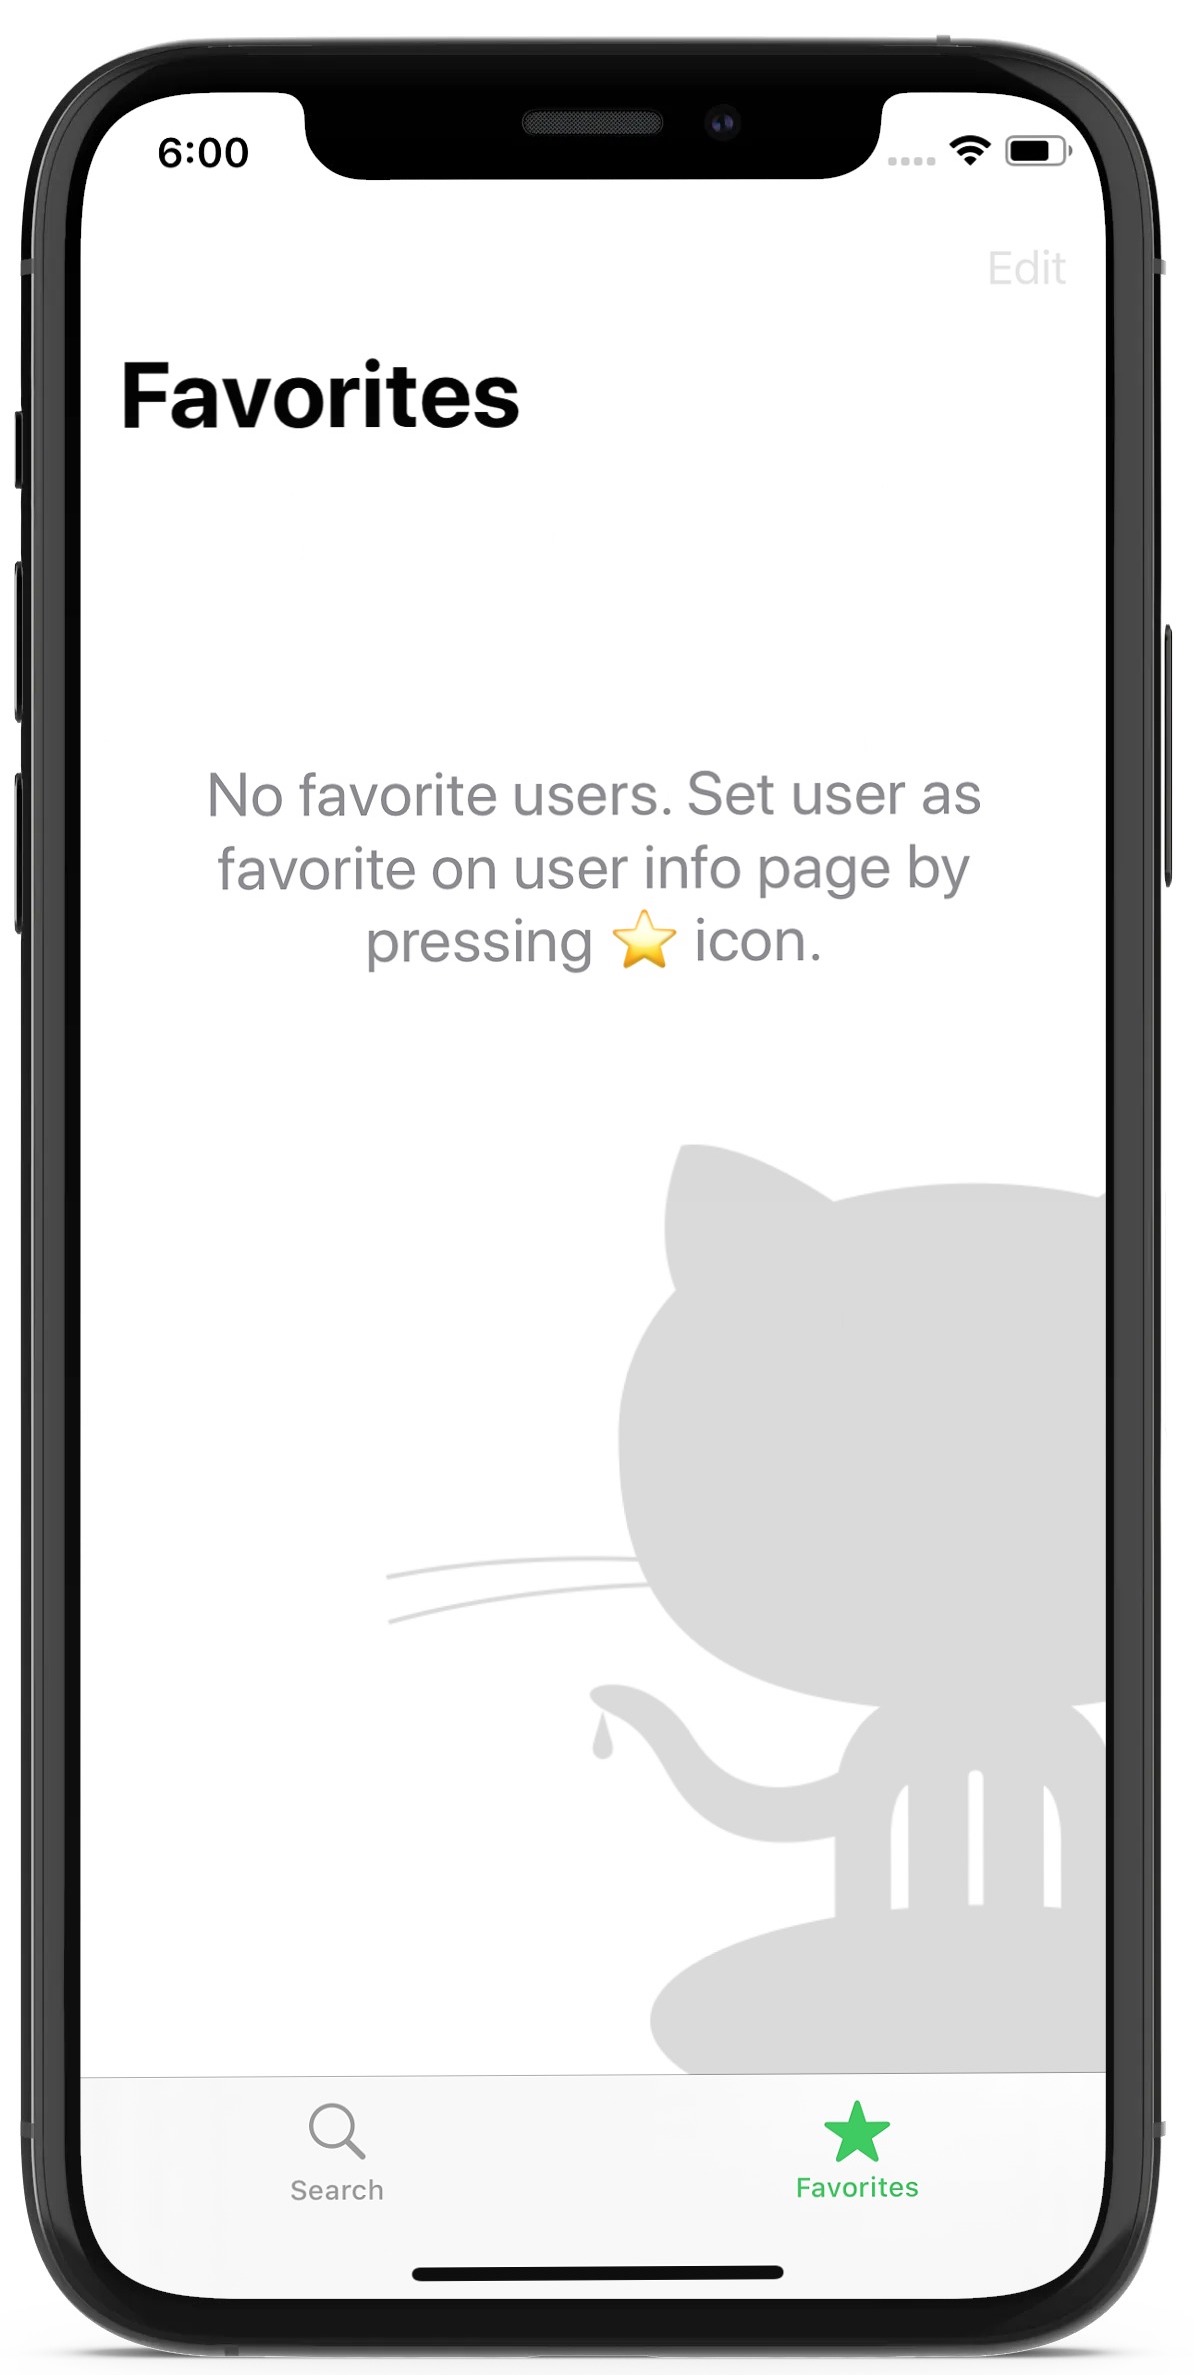 6:00
Edit
Favorites
No favorite users. Set user as
favorite on user info page by
pressing ⭐ icon.
Search
Favorites